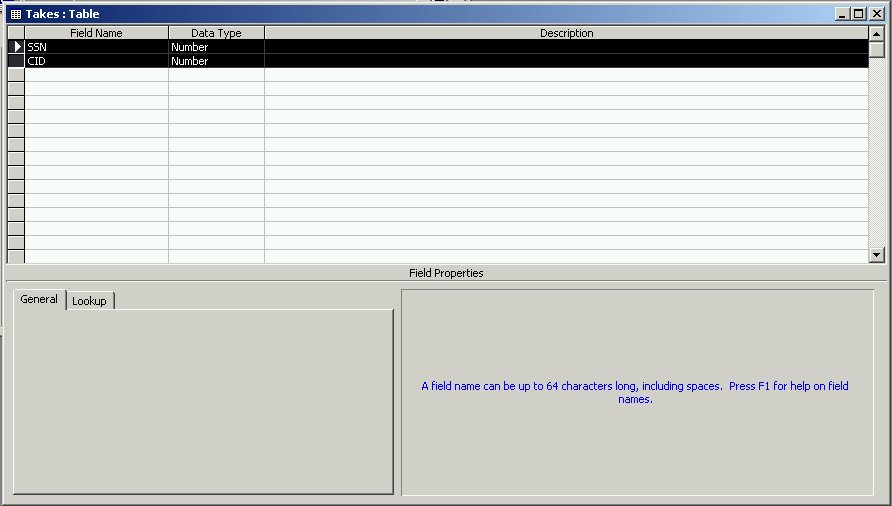 Takes : Table
Field Name Data Type Description
SSN Number
CID Number
Field Properties
General Lookup
A field name can be up to 64 characters long, including spaces. Press F1 for help on field
names.